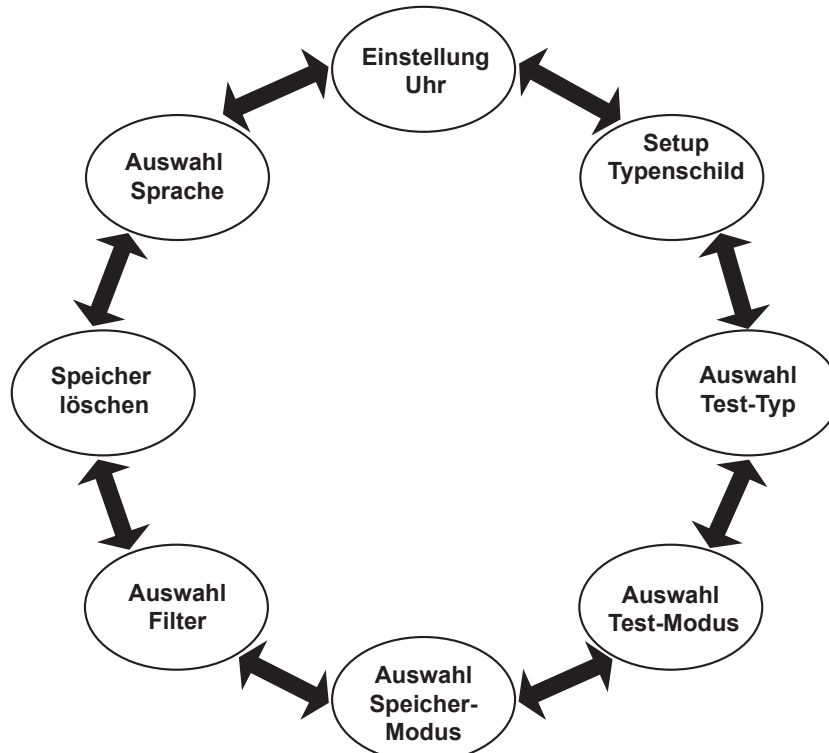 Einstellung
Uhr
Setup
Typenschild
Auswahl
Test-Typ
Auswahl
Test-Modus
Auswahl
Speicher-
Modus
Auswahl
Filter
Speicher
löschen
Auswahl
Sprache